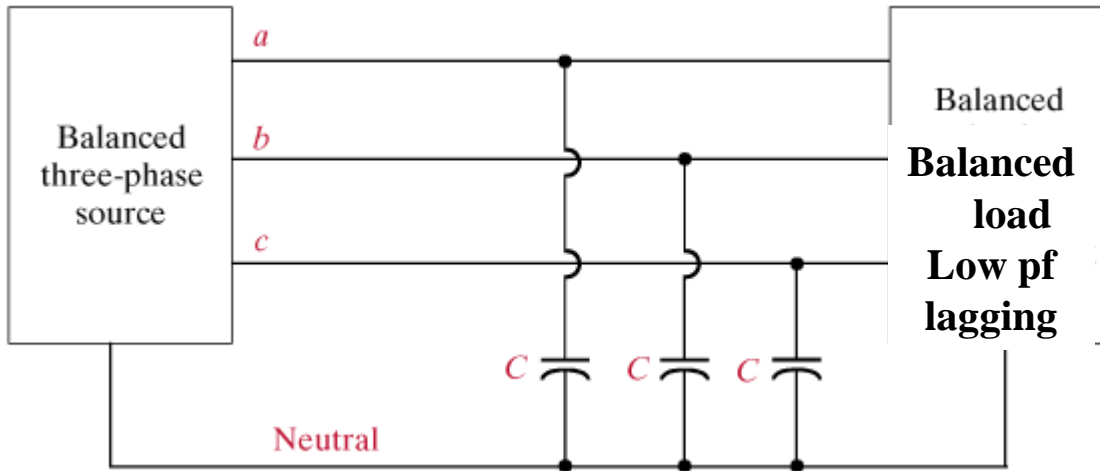 a
Balanced
three-phase
source
b
c
Balanced
Balanced
load
Low pf
lagging
C
C
C
Neutral